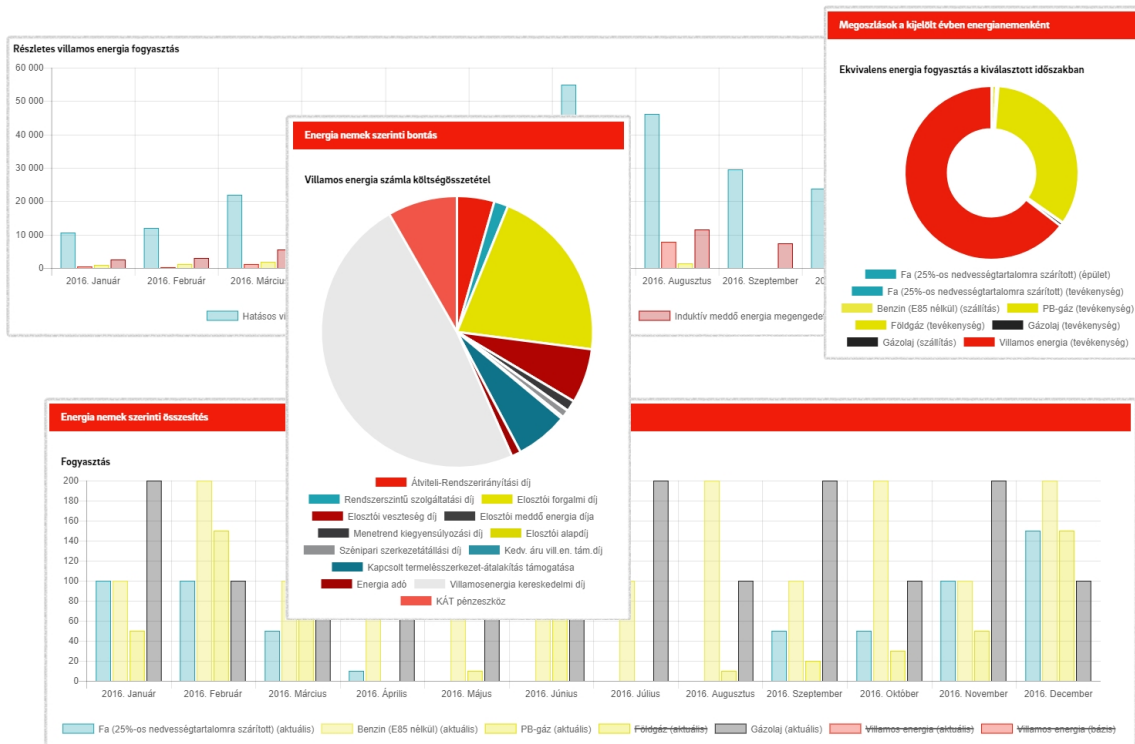 Részletes villamos energia fogyasztás
60 000
50 000
40 000
30 000
20 000
10 000
0
2016. Január
2016. Február
2016. Március
2016. Augusztus
2016. Szeptember
Hatásos
Induktív meddő energia
Megoszlások a kijelölt évben energianemenként
Ekvivalens energia fogyasztás a kiválasztott időszakban
Fa (25%-os nedvességtartalomra szárított) (épület)
Fa (25%-os nedvességtartalomra szárított) (tevékenység)
Benzin (E85 nélkül) (szállítás) PB-gáz (tevékenység)
Földgáz (tevékenység) Gázolaj (tevékenység)
Gázolaj (szállítás) Villamos energia (tevékenység)
Energia nemek szerinti bontás
Villamos energia számla költségösszetétel
Átviteli-Rendszerirányítási díj
Rendszerszintű szolgáltatási díj Elosztói forgalmi díj
Elosztói veszteség díj Elosztói meddő energia díja
Menetrend kiegyensúlyozási díj Elosztói alapdíj
Szénipari szerkezetátállási díj Kedv. áru vill.en. tám.díj
Kapcsolt termelésszerkezet-átalakítás támogatása
Energia adó Villamosenergia kereskedelmi díj
KÁT pénzeszköz
Energia nemek szerinti összesítés
Fogyasztás
200
180
160
140
120
100
80
60
40
20
0
2016. Január
2016. Február
2016. Március
2016. Április
2016. Május
2016. Június
2016. Július
2016. Augusztus
2016. Szeptember
2016. Október
2016. November
2016. December
Fa (25%-os nedvességtartalomra szárított) (aktuális) Benzin (E85 nélkül) (aktuális) PB-gáz (aktuális) Földgáz (aktuális) Gázolaj (aktuális) Villamos energia (aktuális) Villamos energia (bázis)